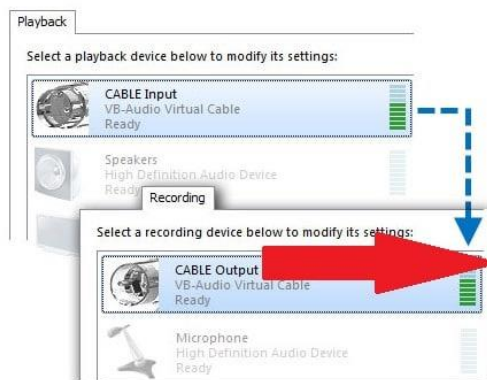 Playback
Select a playback device below to modify its settings:
CABLE Input
VB-Audio Virtual Cable
Ready
Speakers
High Definition Audio Device
Ready
Recording
Select a recording device below to modify its settings:
CABLE Output
VB-Audio Virtual Cable
Ready
Microphone
High Definition Audio Device
Ready